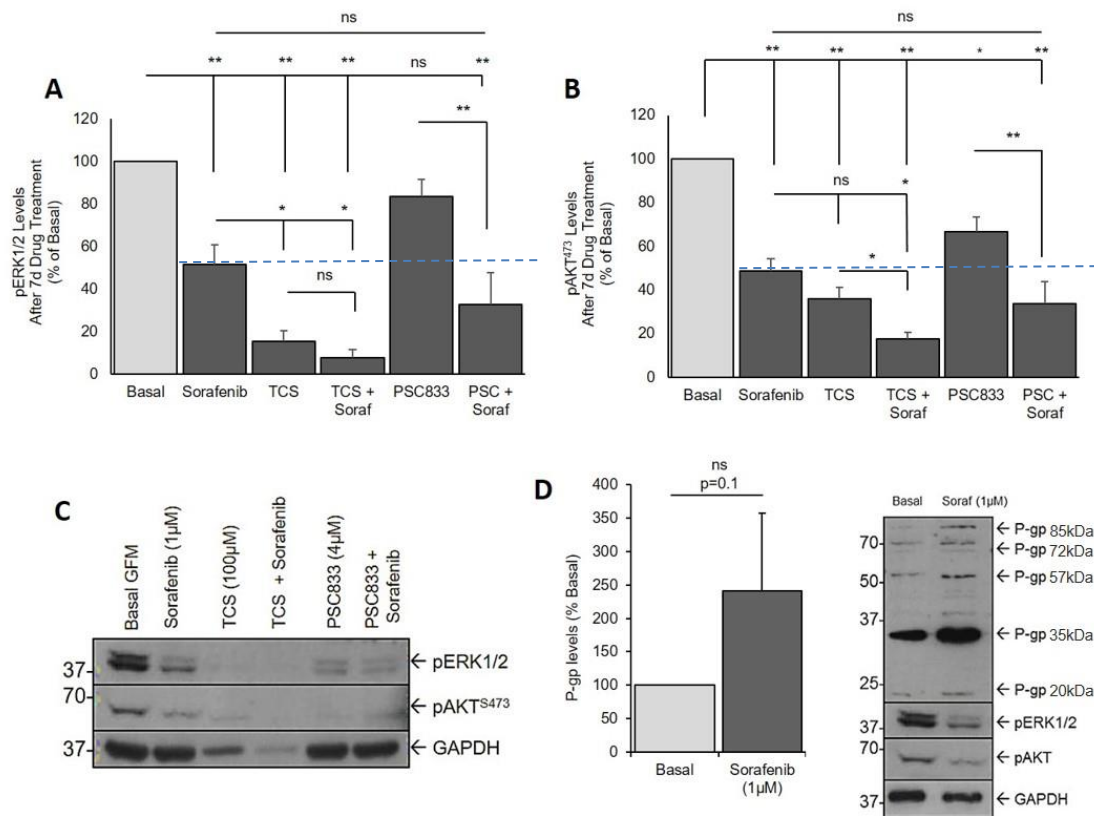 A
ns
** ** ** ns **
**
* *
ns
pERK1/2 Levels
After 7d Drug Treatment
(% of Basal)
120
100
80
60
40
20
0
Basal Sorafenib TCS TCS + Soraf PSC833 PSC + Soraf
B
ns
** ** ** * **
**
ns *
*
pAKT⁴⁷³ Levels
After 7d Drug Treatment
(% of Basal)
120
100
80
60
40
20
0
Basal Sorafenib TCS TCS + Soraf PSC833 PSC + Soraf
C
Basal GFM
Sorafenib (1µM)
TCS (100µM)
TCS + Sorafenib
PSC833 (4µM)
PSC833 +
Sorafenib
37
←pERK1/2
70
←pAKTS473
37
←GAPDH
D
ns
p=0.1
P-gp levels (% Basal)
400
350
300
250
200
150
100
50
0
Basal
Sorafenib
(1µM)
Basal Soraf (1µM)
←P-gp 85kDa
70
←P-gp 72kDa
←P-gp 57kDa
50
37
←P-gp 35kDa
25
←P-gp 20kDa
37
←pERK1/2
70
←pAKT
37
←GAPDH